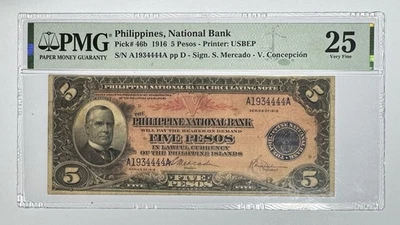 PMG
PAPER MONEY GUARANTY
Philippines, National Bank
Pick# 46b 1916 5 Pesos - Printer: USBEP
S/N A1934444A pp D - Sign. S. Mercado - V. Concepción
25
Very Fine
PHILIPPINE NATIONAL BANK CIRCULATING NOTE
5
5
A1934444A
THE
PHILIPPINE NATIONAL BANK
WILL PAY THE BEARER ON DEMAND
FIVE PESOS
IN LAWFUL CURRENCY
OF THE PHILIPPINE ISLANDS
A1934444A
5
FIVE
PESOS
5